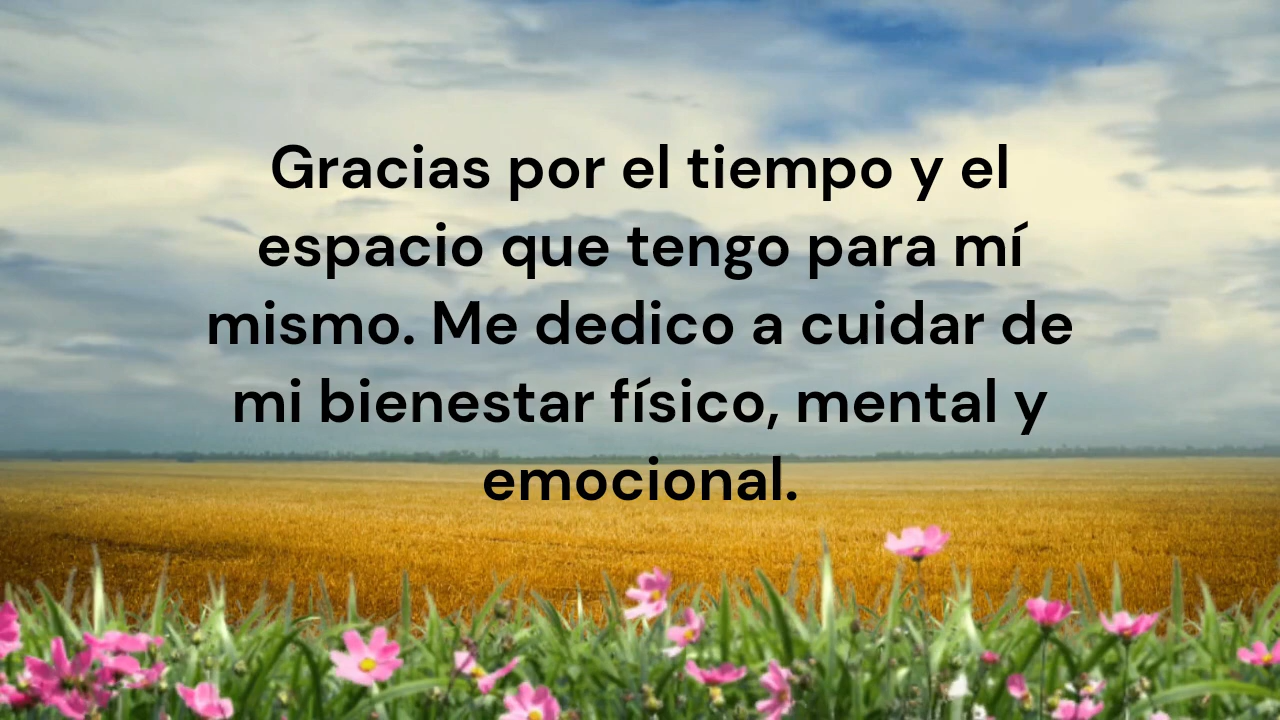 Gracias por el tiempo y el
espacio que tengo para mí
mismo. Me dedico a cuidar de
mi bienestar físico, mental y
emocional.